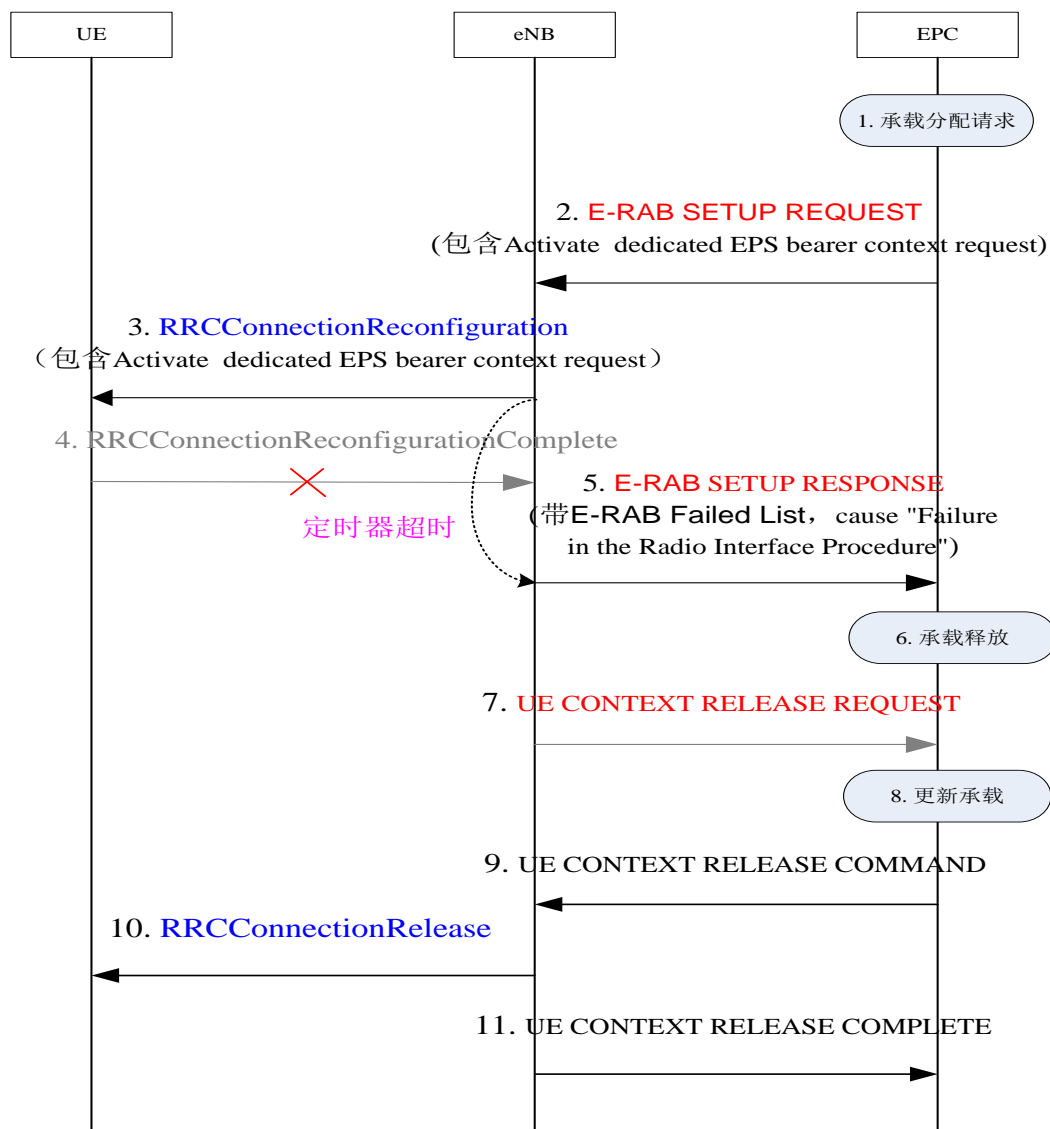 UE
eNB
EPC
1. 承载分配请求
2. E-RAB SETUP REQUEST
(包含Activate dedicated EPS bearer context request)
3. RRCConnectionReconfiguration
（包含Activate dedicated EPS bearer context request）
4. RRCConnectionReconfigurationComplete
5. E-RAB SETUP RESPONSE
(带E-RAB Failed List，cause "Failure
in the Radio Interface Procedure")
定时器超时
6. 承载释放
7. UE CONTEXT RELEASE REQUEST
8. 更新承载
9. UE CONTEXT RELEASE COMMAND
10. RRCConnectionRelease
11. UE CONTEXT RELEASE COMPLETE